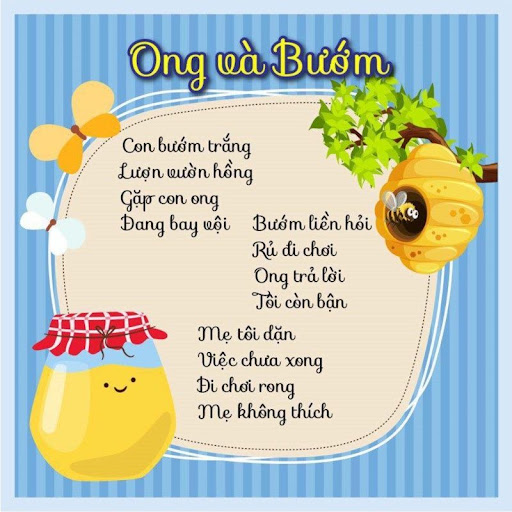 Ong và Bướm
Con bướm trắng
Lượn vườn hồng
Gặp con ong
Đang bay vội
Bướm liền hỏi
Rủ đi chơi
Ong trả lời
Tôi còn bận
Mẹ tôi dặn
Việc chưa xong
Đi chơi rong
Mẹ không thích